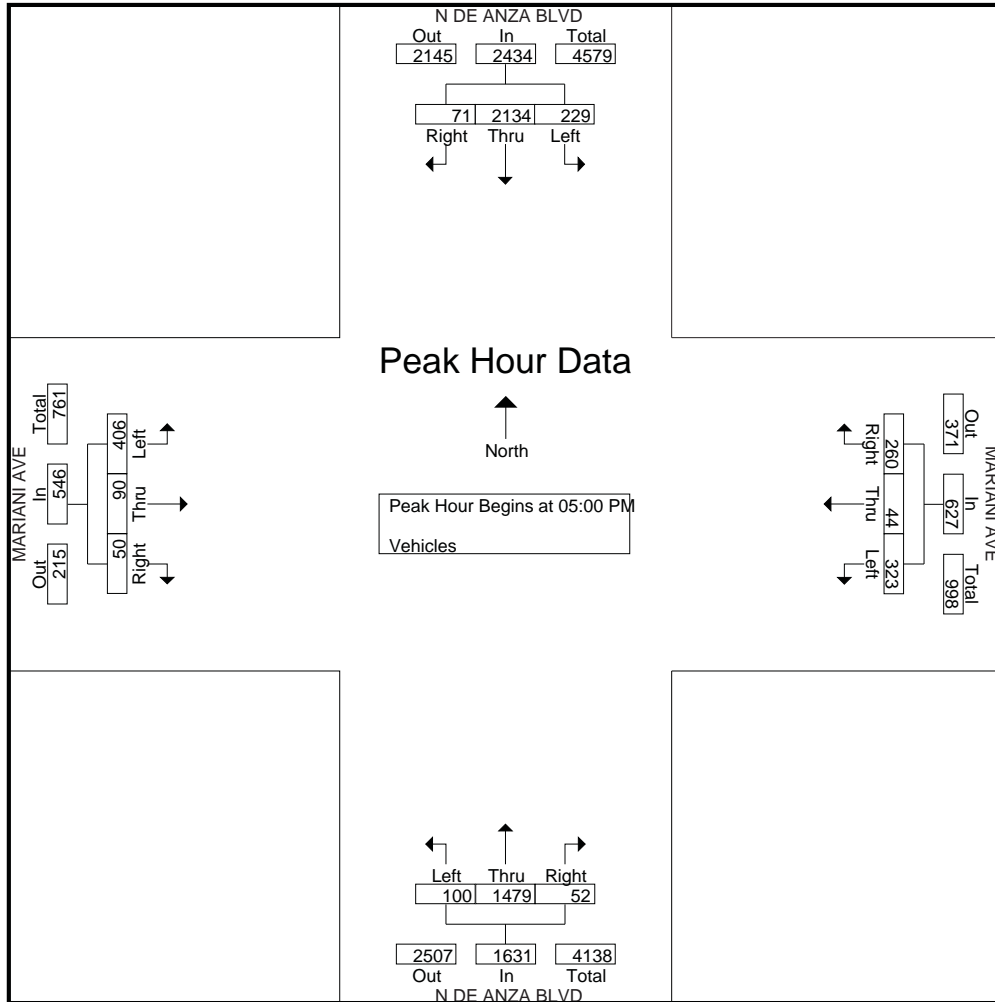 N DE ANZA BLVD
Out In Total
2145 2434 4579
71 2134 229
Right Thru Left
Peak Hour Data
North
Peak Hour Begins at 05:00 PM
Vehicles
MARIANI AVE
Out In Total
215 546 761
50 90 406
Right Thru Left
MARIANI AVE
Out In Total
371 627 998
260 44 323
Right Thru Left
Left Thru Right
100 1479 52
2507 1631 4138
Out In Total
N DE ANZA BLVD